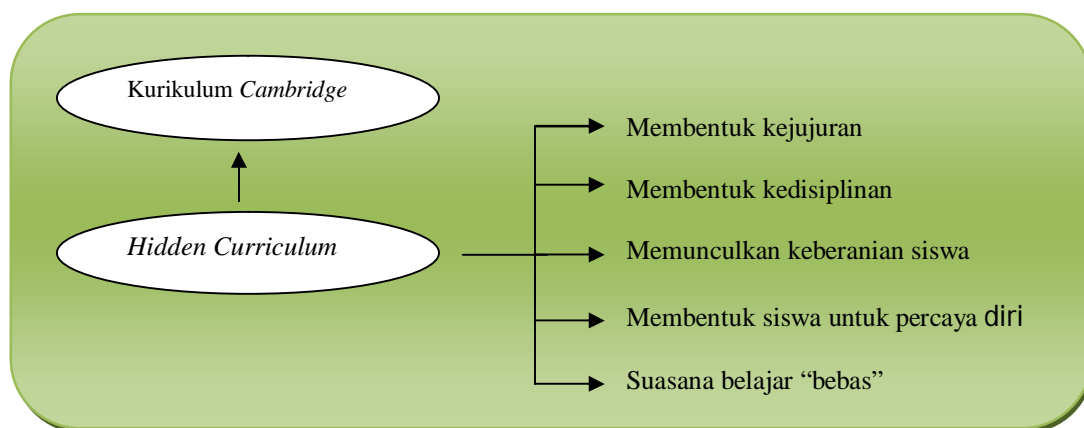 Kurikulum Cambridge
Hidden Curriculum
Membentuk kejujuran
Membentuk kedisiplinan
Memunculkan keberanian siswa
Membentuk siswa untuk percaya diri
Suasana belajar “bebas”